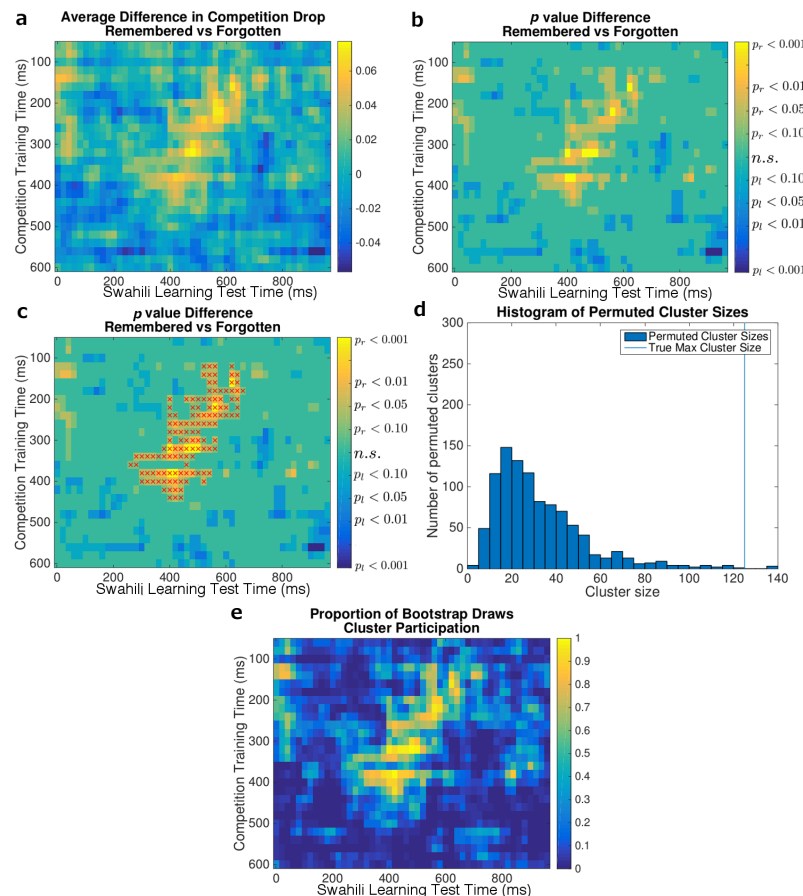 a
Average Difference in Competition Drop
Remembered vs Forgotten
Competition Training Time (ms)
100
200
300
400
500
600
0 200 400 600 800
Swahili Learning Test Time (ms)
0.06
0.04
0.02
0
-0.02
-0.04
b
p value Difference
Remembered vs Forgotten
Competition Training Time (ms)
100
200
300
400
500
600
0 200 400 600 800
Swahili Learning Test Time (ms)
p_r < 0.001
p_r < 0.01
p_r < 0.05
p_r < 0.10
n.s.
p_l < 0.10
p_l < 0.05
p_l < 0.01
p_l < 0.001
c
p value Difference
Remembered vs Forgotten
Competition Training Time (ms)
100
200
300
400
500
600
0 200 400 600 800
Swahili Learning Test Time (ms)
p_r < 0.001
p_r < 0.01
p_r < 0.05
p_r < 0.10
n.s.
p_l < 0.10
p_l < 0.05
p_l < 0.01
p_l < 0.001
d
Histogram of Permuted Cluster Sizes
Permuted Cluster Sizes
True Max Cluster Size
Number of permuted clusters
300
250
200
150
100
50
0
0 20 40 60 80 100 120 140
Cluster size
e
Proportion of Bootstrap Draws
Cluster Participation
Competition Training Time (ms)
100
200
300
400
500
600
0 200 400 600 800
Swahili Learning Test Time (ms)
1
0.9
0.8
0.7
0.6
0.5
0.4
0.3
0.2
0.1
0